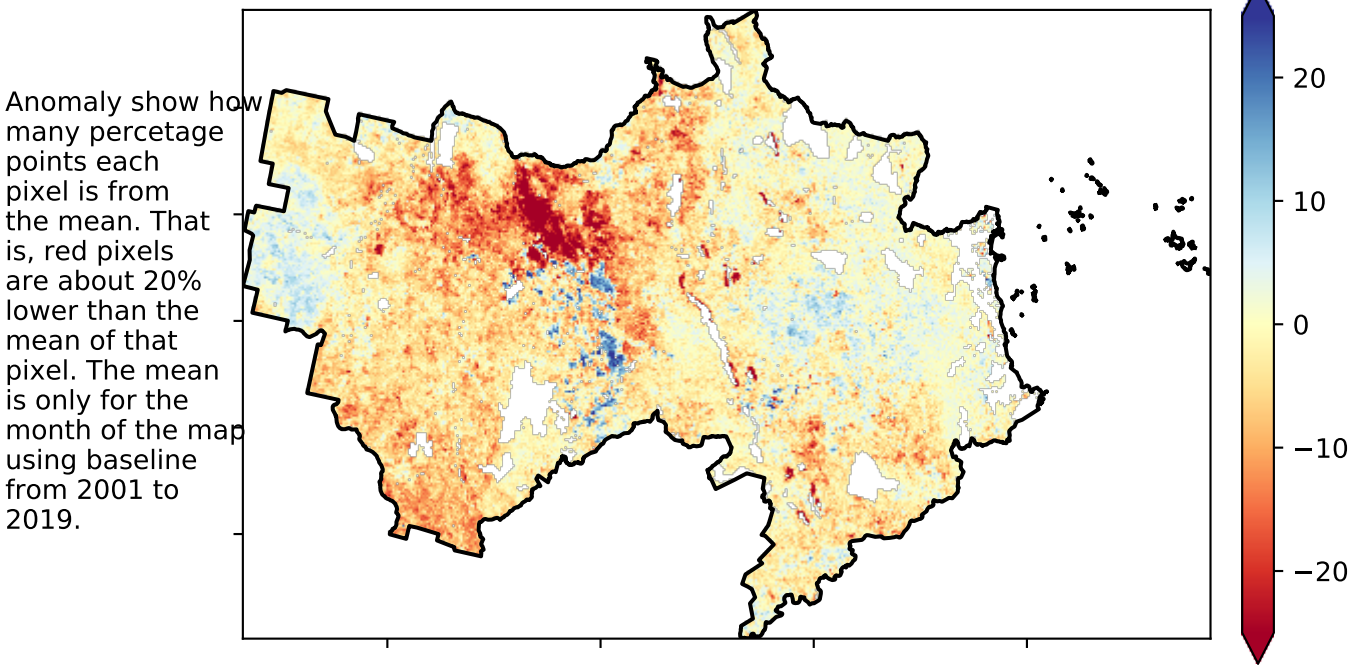 Anomaly show how
many percetage
points each
pixel is from
the mean. That
is, red pixels
are about 20%
lower than the
mean of that
pixel. The mean
is only for the
month of the map
using baseline
from 2001 to
2019.
20
10
0
−10
−20